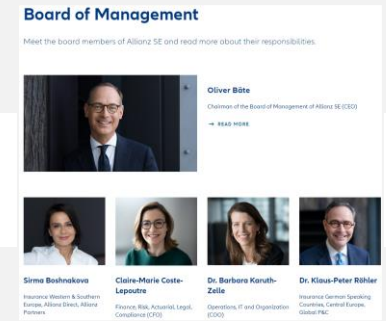 Board of Management
Meet the board members of Allianz SE and read more about their responsibilities.
Oliver Bäte
Chairman of the Board of Management of Allianz SE (CEO)
→ READ MORE
Sirma Boshnakova
Insurance Western & Southern
Europe, Allianz Direct, Allianz
Partners
Claire-Marie Coste-
Lepoutre
Finance, Risk, Actuarial, Legal,
Compliance (CFO)
Dr. Barbara Karuth-
Zelle
Operations, IT and Organization
(COO)
Dr. Klaus-Peter Röhler
Insurance German Speaking
Countries, Central Europe,
Global P&C